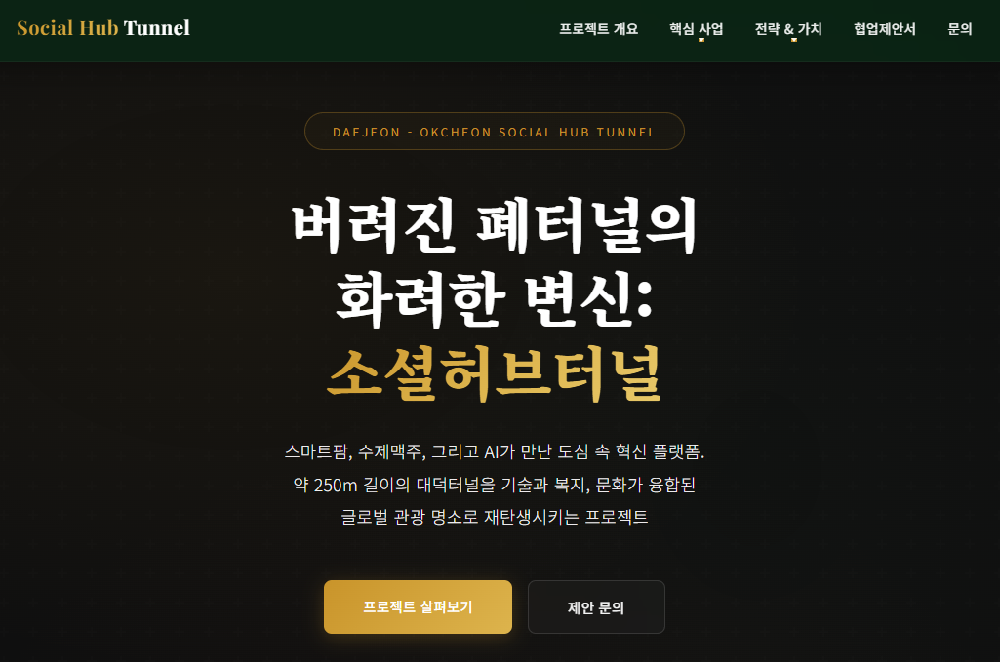 Social Hub Tunnel
프로젝트 개요
핵심 사업
전략 & 가치
협업제안서
문의
DAEJEON - OKCHEON SOCIAL HUB TUNNEL
버려진 폐터널의
화려한 변신:
소셜허브터널
스마트팜, 수제맥주, 그리고 AI가 만난 도심 속 혁신 플랫폼.
약 250m 길이의 대덕터널을 기술과 복지, 문화가 융합된
글로벌 관광 명소로 재탄생시키는 프로젝트
프로젝트 살펴보기
제안 문의